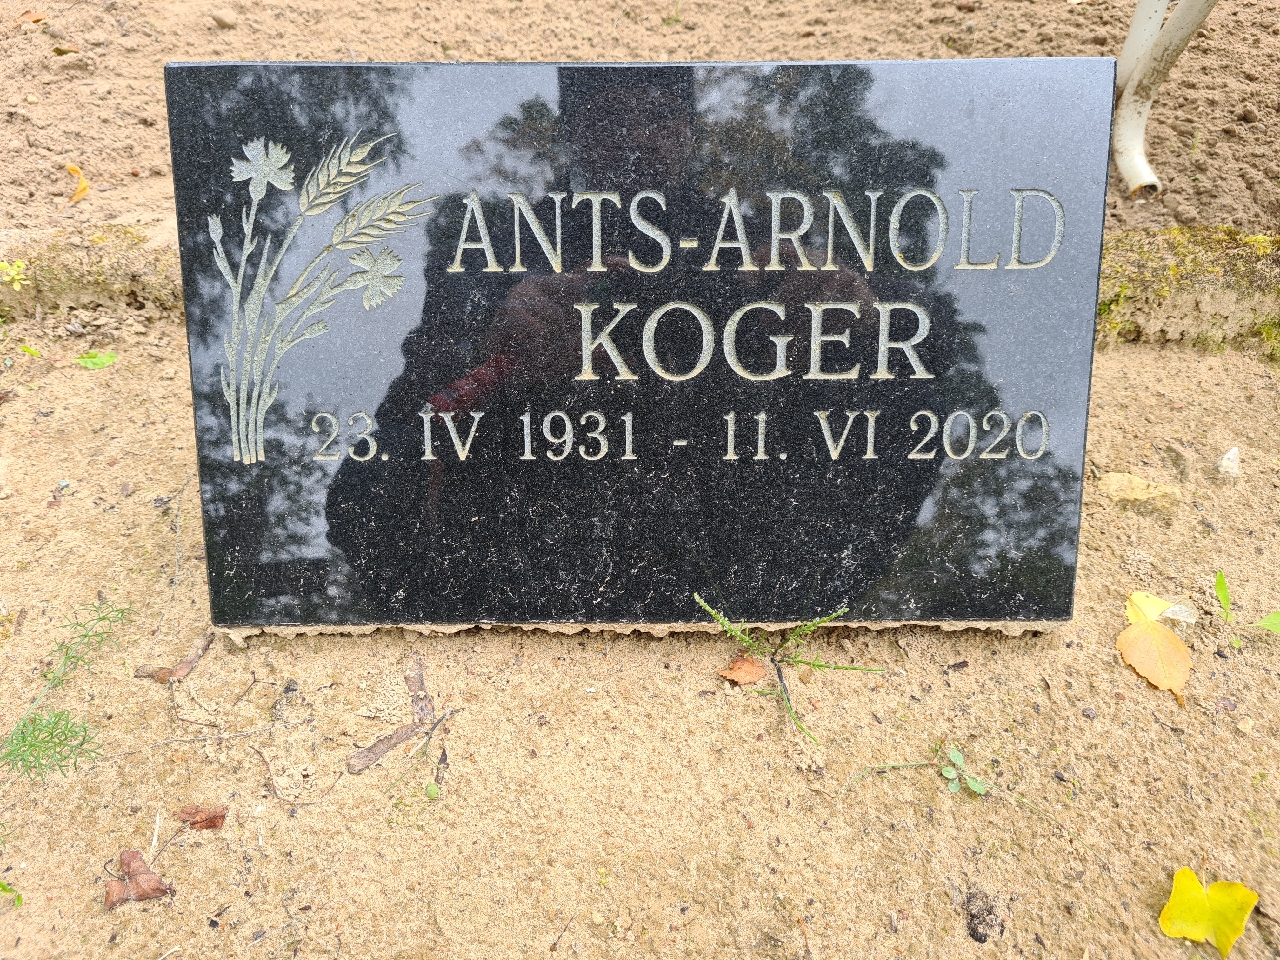 ANTS-ARNOLD
KOGER
23. IV 1931 - 11. VI 2020